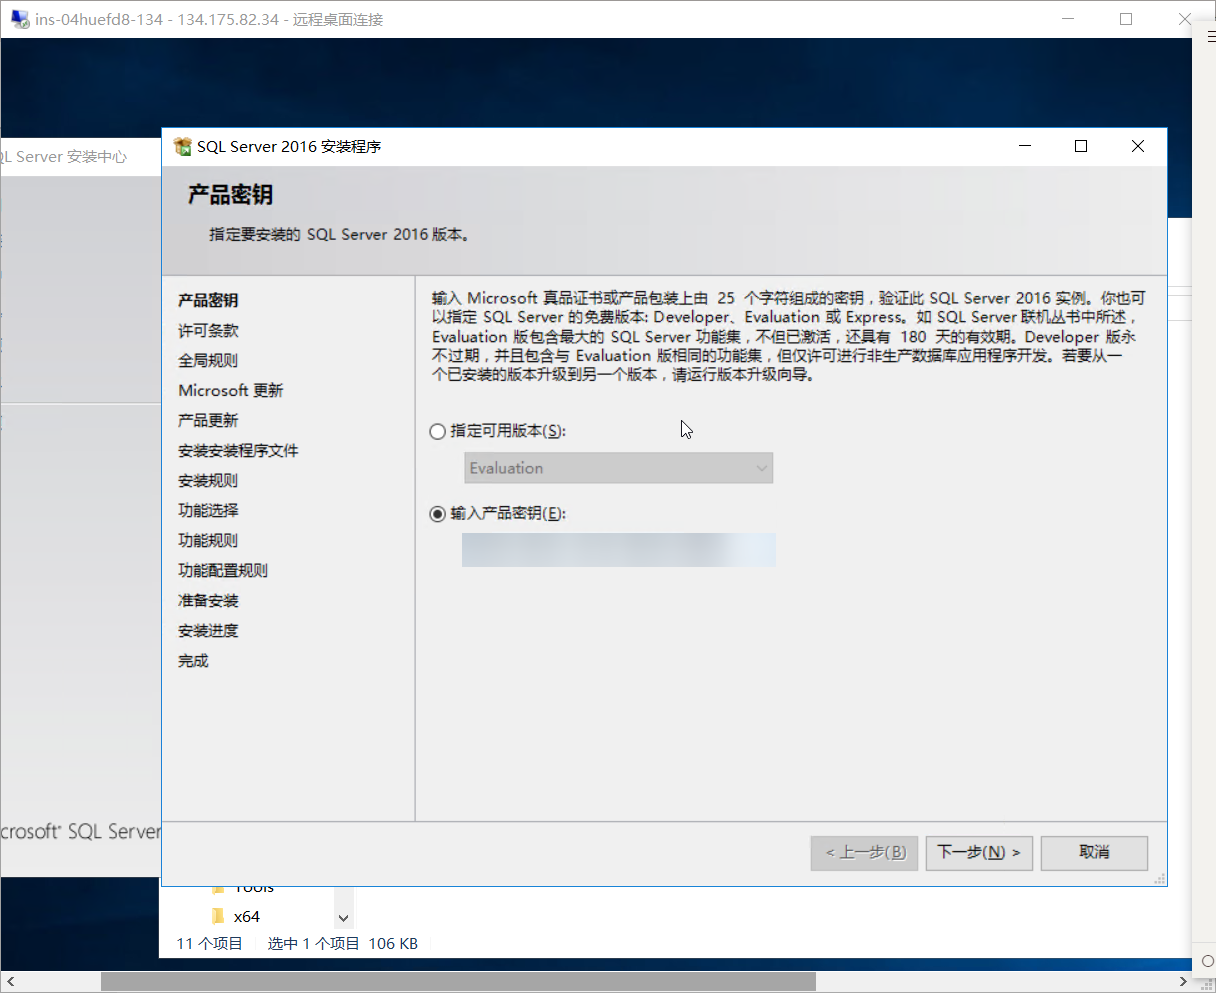 ins-04huefd8-134 - 134.175.82.34 - 远程桌面连接
QL Server 安装中心
SQL Server 2016 安装程序
产品密钥
指定要安装的 SQL Server 2016 版本。
产品密钥
许可条款
全局规则
Microsoft 更新
产品更新
安装安装程序文件
安装规则
功能选择
功能规则
功能配置规则
准备安装
安装进度
完成
输入 Microsoft 真品证书或产品包装上由 25 个字符组成的密钥，验证此 SQL Server 2016 实例。你也可
以指定 SQL Server 的免费版本: Developer、Evaluation 或 Express。如 SQL Server 联机丛书中所述，
Evaluation 版包含最大的 SQL Server 功能集，不但已激活，还具有 180 天的有效期。Developer 版永
不过期，并且包含与 Evaluation 版相同的功能集，但仅许可进行非生产数据库应用程序开发。若要从一
个已安装的版本升级到另一个版本，请运行版本升级向导。
指定可用版本(S):
Evaluation
输入产品密钥(E):
crosoft SQL Server
< 上一步(B)
下一步(N) >
取消
Tools
x64
11 个项目
选中 1 个项目 106 KB